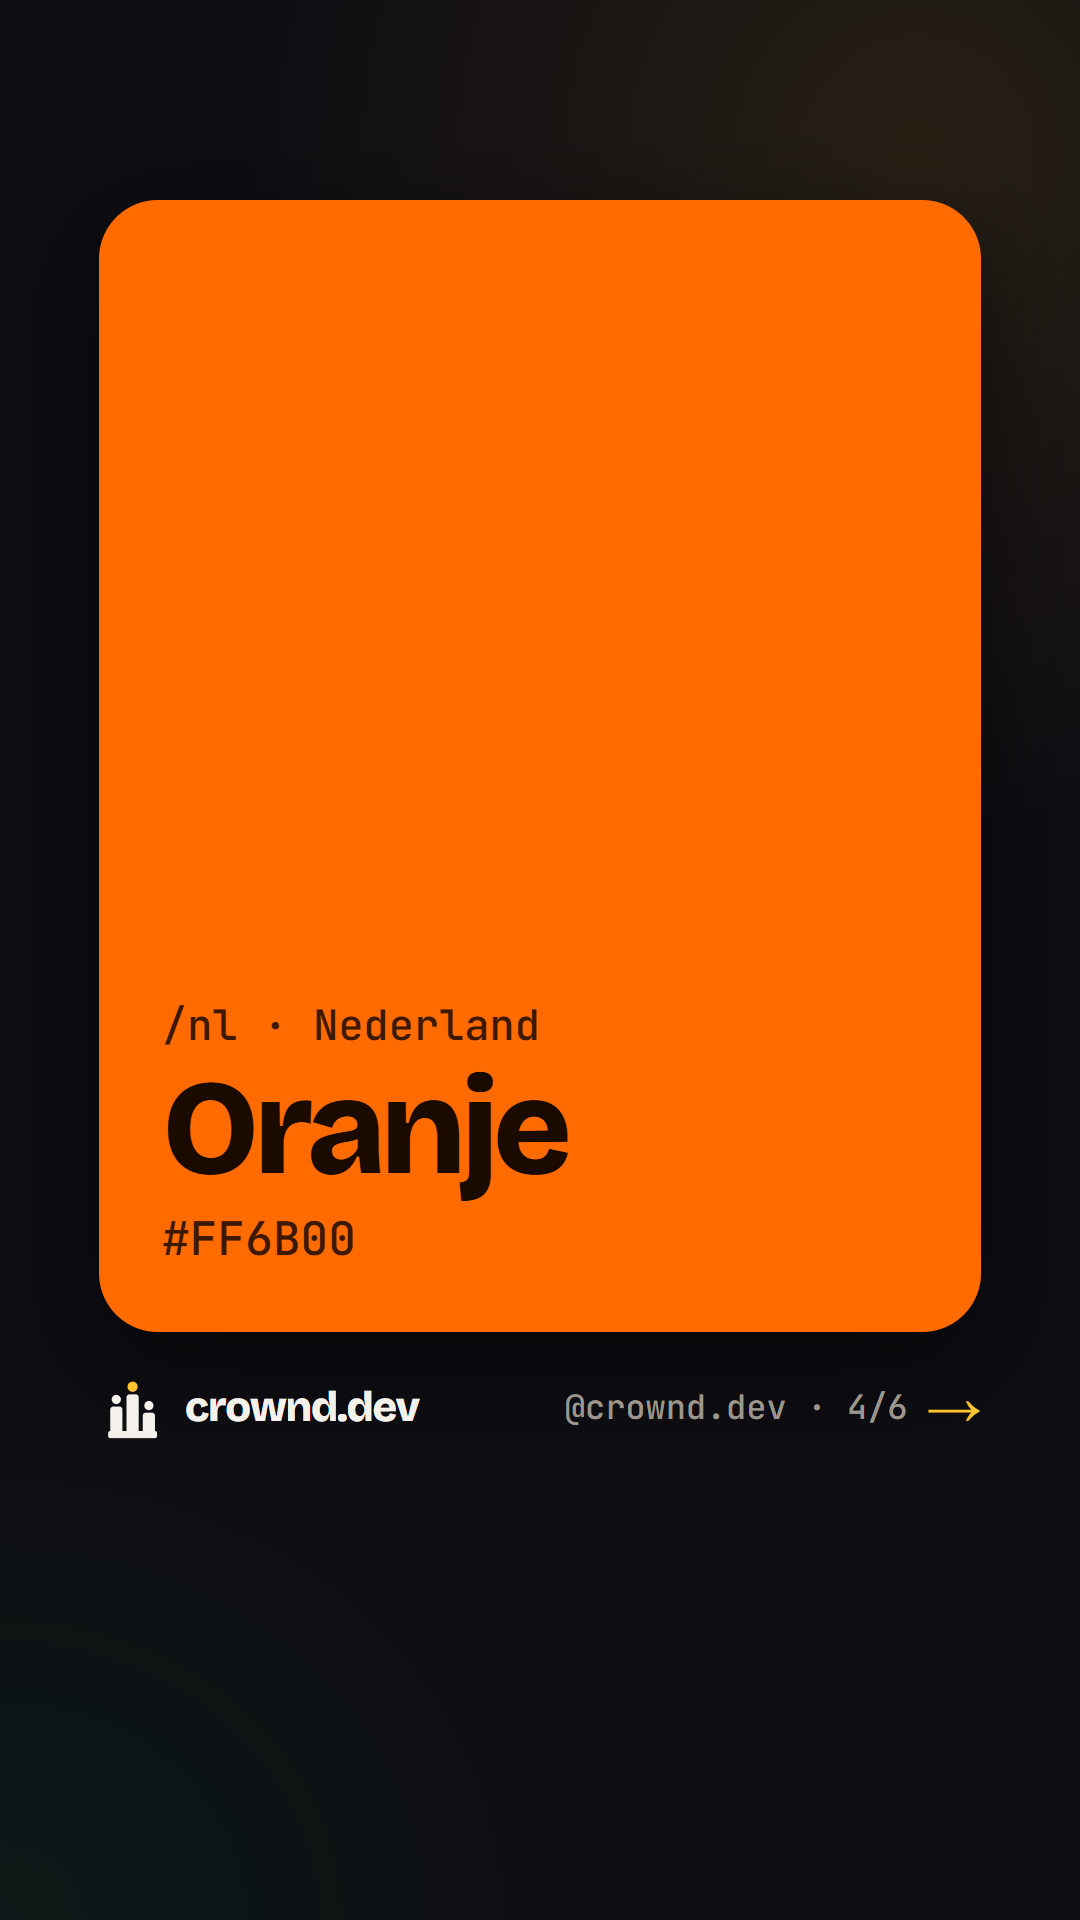 /nl · Nederland
Oranje
#FF6B00
crownd.dev
@crownd.dev · 4/6 →